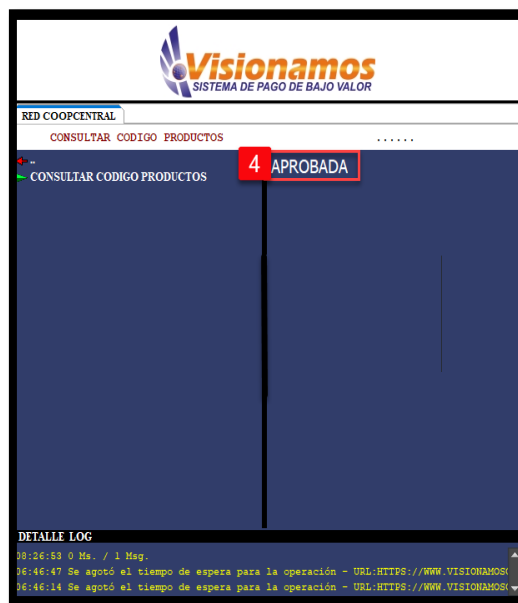 Visionamos
SISTEMA DE PAGO DE BAJO VALOR
RED COOPCENTRAL
CONSULTAR CODIGO PRODUCTOS ......
..
4 APROBADA
CONSULTAR CODIGO PRODUCTOS
DETALLE LOG
08:26:53 0 Ms. / 1 Msg.
06:46:47 Se agotó el tiempo de espera para la operación - URL:HTTPS://WWW.VISIONAMOS
06:46:14 Se agotó el tiempo de espera para la operación - URL:HTTPS://WWW.VISIONAMOS